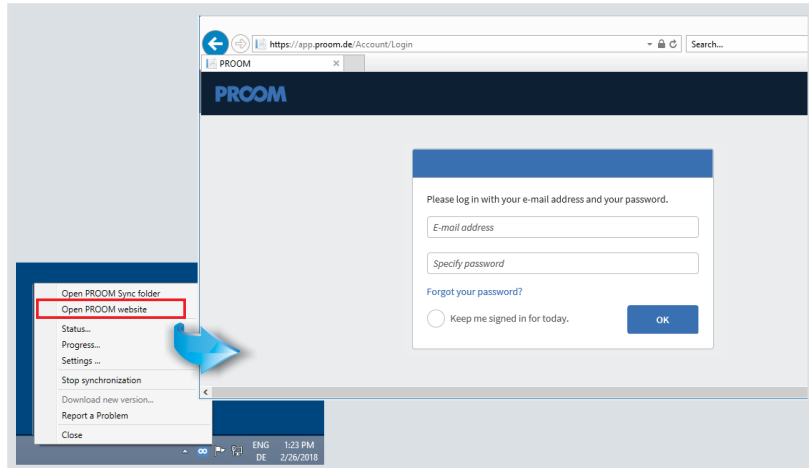 https://app.proom.de/Account/Login
Search...
PROOM
PROOM
Please log in with your e-mail address and your password.
E-mail address
Specify password
Forgot your password?
Keep me signed in for today.
OK
Open PROOM Sync folder
Open PROOM website
Status...
Progress...
Settings ...
Stop synchronization
Download new version...
Report a Problem
Close
ENG 1:23 PM
DE 2/26/2018